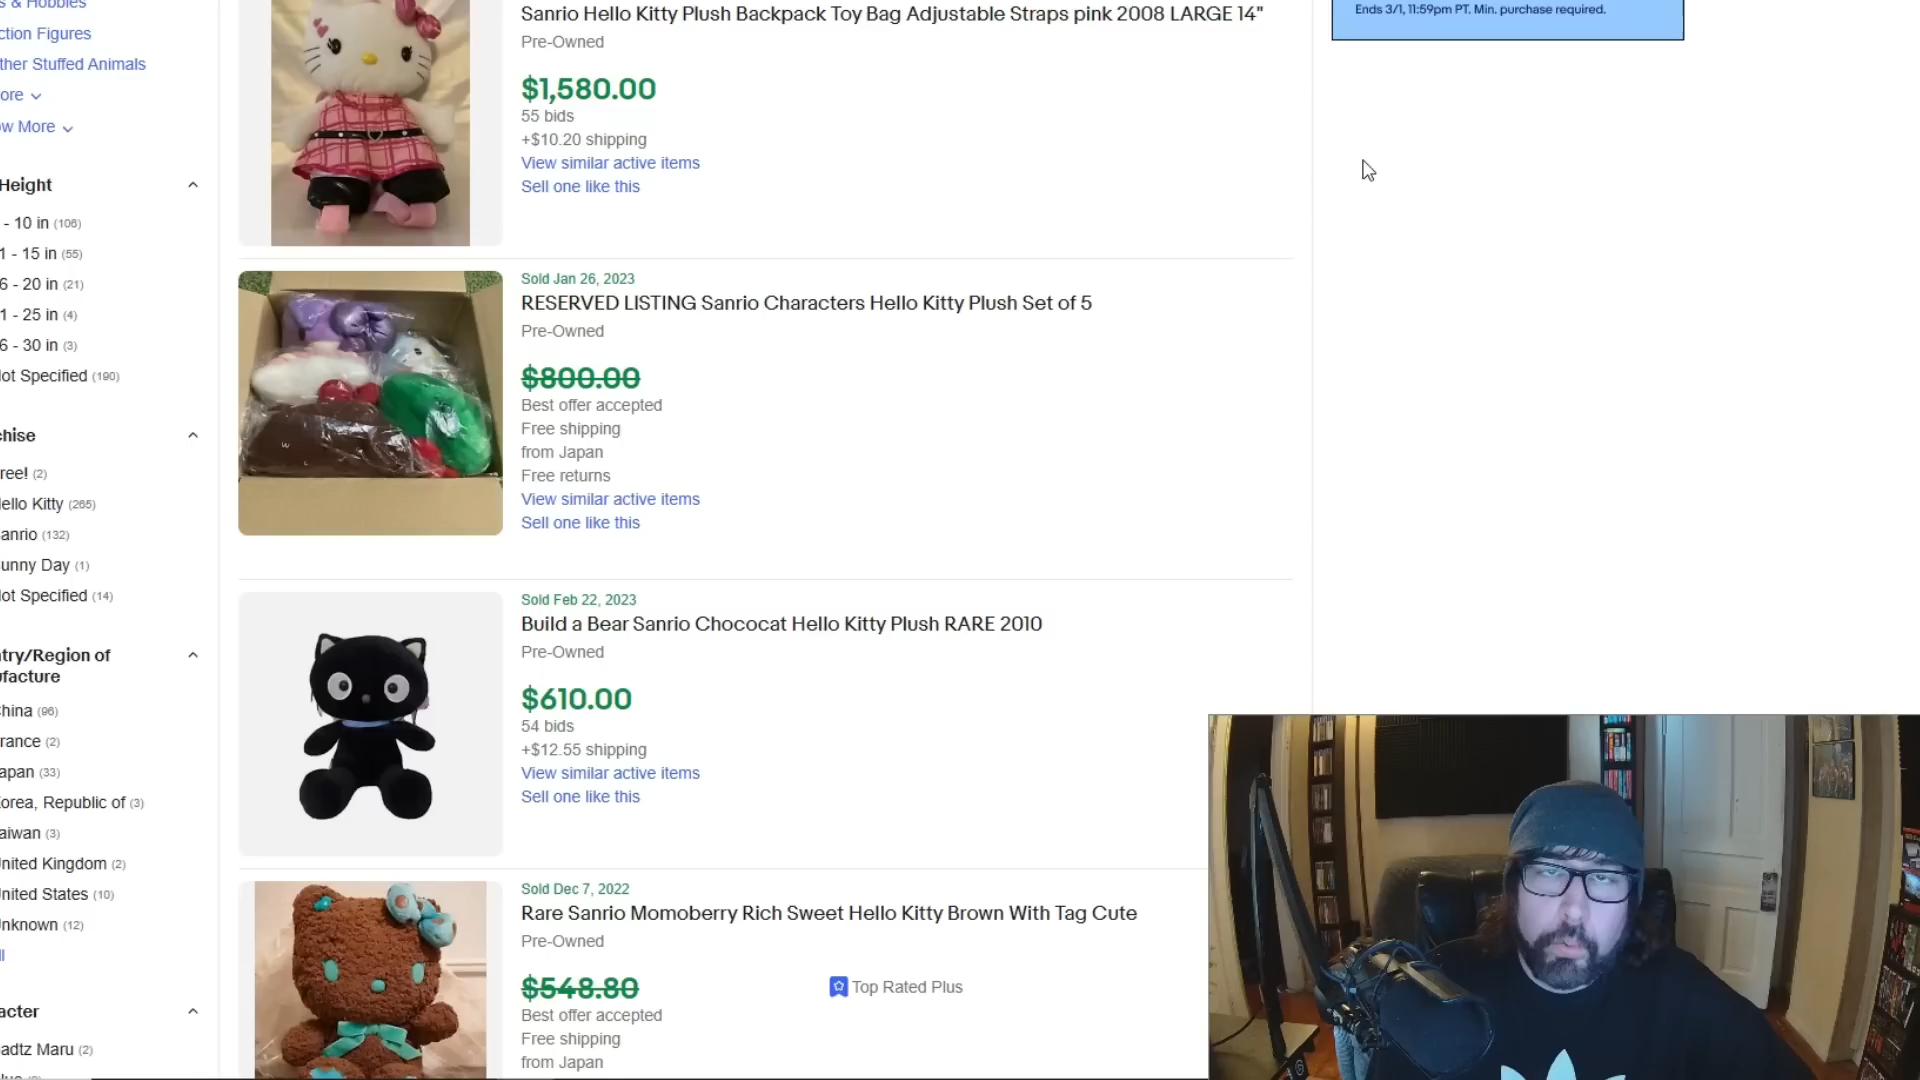 s & Hobbies
ction Figures
ther Stuffed Animals
ore
ow More
Height
- 10 in (106)
1 - 15 in (55)
6 - 20 in (21)
1 - 25 in (4)
6 - 30 in (3)
ot Specified (190)
chise
ree! (2)
ello Kitty (265)
anrio (132)
unny Day (1)
ot Specified (14)
try/Region of
ufacture
hina (96)
rance (2)
apan (33)
orea, Republic of (3)
aiwan (3)
nited Kingdom (2)
nited States (10)
nknown (12)
ll
acter
adtz Maru (2)
Sanrio Hello Kitty Plush Backpack Toy Bag Adjustable Straps pink 2008 LARGE 14"
Pre-Owned
$1,580.00
55 bids
+$10.20 shipping
View similar active items
Sell one like this
Sold Jan 26, 2023
RESERVED LISTING Sanrio Characters Hello Kitty Plush Set of 5
Pre-Owned
$800.00
Best offer accepted
Free shipping
from Japan
Free returns
View similar active items
Sell one like this
Sold Feb 22, 2023
Build a Bear Sanrio Chococat Hello Kitty Plush RARE 2010
Pre-Owned
$610.00
54 bids
+$12.55 shipping
View similar active items
Sell one like this
Sold Dec 7, 2022
Rare Sanrio Momoberry Rich Sweet Hello Kitty Brown With Tag Cute
Pre-Owned
$548.80
Top Rated Plus
Best offer accepted
Free shipping
from Japan
Ends 3/1, 11:59pm PT. Min. purchase required.